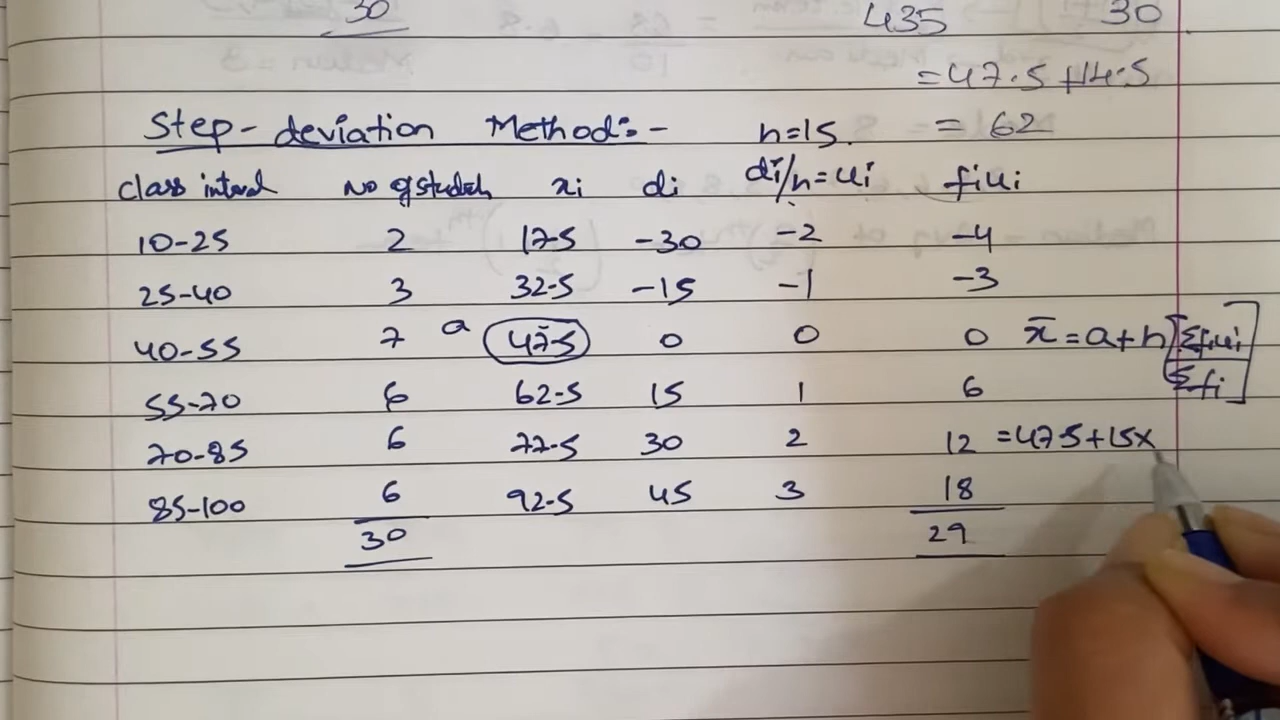 30 435 30
=47.5+14.5
Step-deviation Method:- h=15. = 62
class interval No of students xi di di/h=ui fiui
10-25 2 17.5 -30 -2 -4
25-40 3 32.5 -15 -1 -3
40-55 7 a 47.5 0 0 0 x̄=a+h[Σfiui/Σfi]
55-70 6 62.5 15 1 6
70-85 6 77.5 30 2 12 =47.5+15x
85-100 6 92.5 45 3 18
30 29